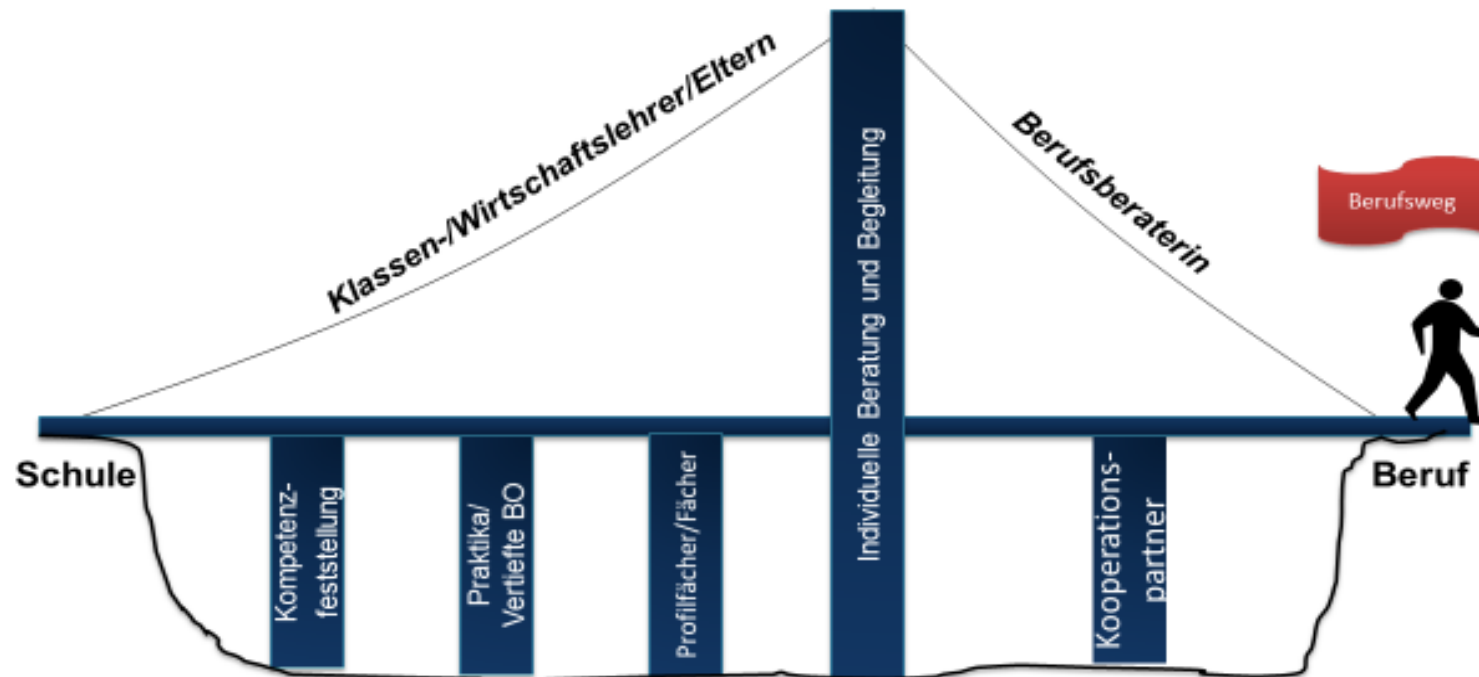 Klassen-/Wirtschaftslehrer/Eltern
Individuelle Beratung und Begleitung
Berufsberaterin
Berufsweg
Schule
Beruf
Kompetenz-
feststellung
Praktika/
Vertiefte BO
Profilfächer/Fächer
Kooperations-
partner